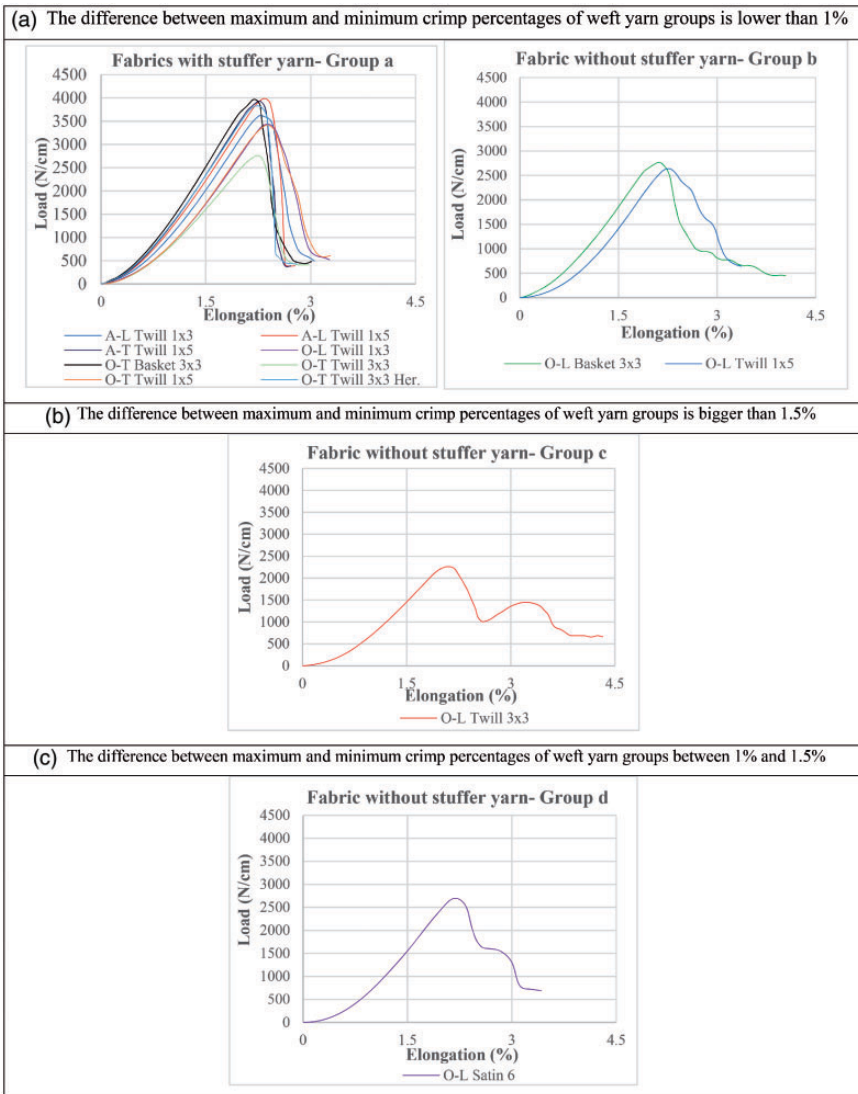 (a) The difference between maximum and minimum crimp percentages of weft yarn groups is lower than 1%
Fabrics with stuffer yarn- Group a
4500
4000
3500
3000
2500
2000
1500
1000
500
0
Load (N/cm)
0 1.5 3 4.5
Elongation (%)
A-L Twill 1x3 A-L Twill 1x5
A-T Twill 1x5 O-L Twill 1x3
O-T Basket 3x3 O-T Twill 3x3
O-T Twill 1x5 O-T Twill 3x3 Her.
Fabric without stuffer yarn- Group b
4500
4000
3500
3000
2500
2000
1500
1000
500
0
Load (N/cm)
0 1.5 3 4.5
Elongation (%)
O-L Basket 3x3 O-L Twill 1x5
(b) The difference between maximum and minimum crimp percentages of weft yarn groups is bigger than 1.5%
Fabric without stuffer yarn- Group c
4500
4000
3500
3000
2500
2000
1500
1000
500
0
Load (N/cm)
0 1.5 3 4.5
Elongation (%)
O-L Twill 3x3
(c) The difference between maximum and minimum crimp percentages of weft yarn groups between 1% and 1.5%
Fabric without stuffer yarn- Group d
4500
4000
3500
3000
2500
2000
1500
1000
500
0
Load (N/cm)
0 1.5 3 4.5
Elongation (%)
O-L Satin 6